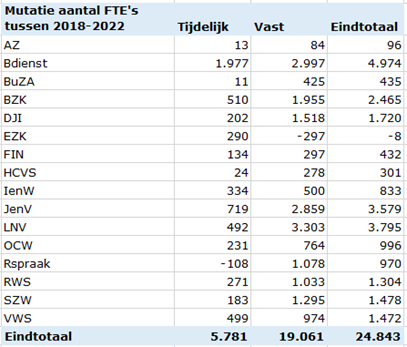 Mutatie aantal FTE's
tussen 2018-2022 Tijdelijk Vast Eindtotaal
AZ 13 84 96
Bdienst 1.977 2.997 4.974
BuZA 11 425 435
BZK 510 1.955 2.465
DJI 202 1.518 1.720
EZK 290 -297 -8
FIN 134 297 432
HCVS 24 278 301
IenW 334 500 833
JenV 719 2.859 3.579
LNV 492 3.303 3.795
OCW 231 764 996
Rspraak -108 1.078 970
RWS 271 1.033 1.304
SZW 183 1.295 1.478
VWS 499 974 1.472
Eindtotaal 5.781 19.061 24.843